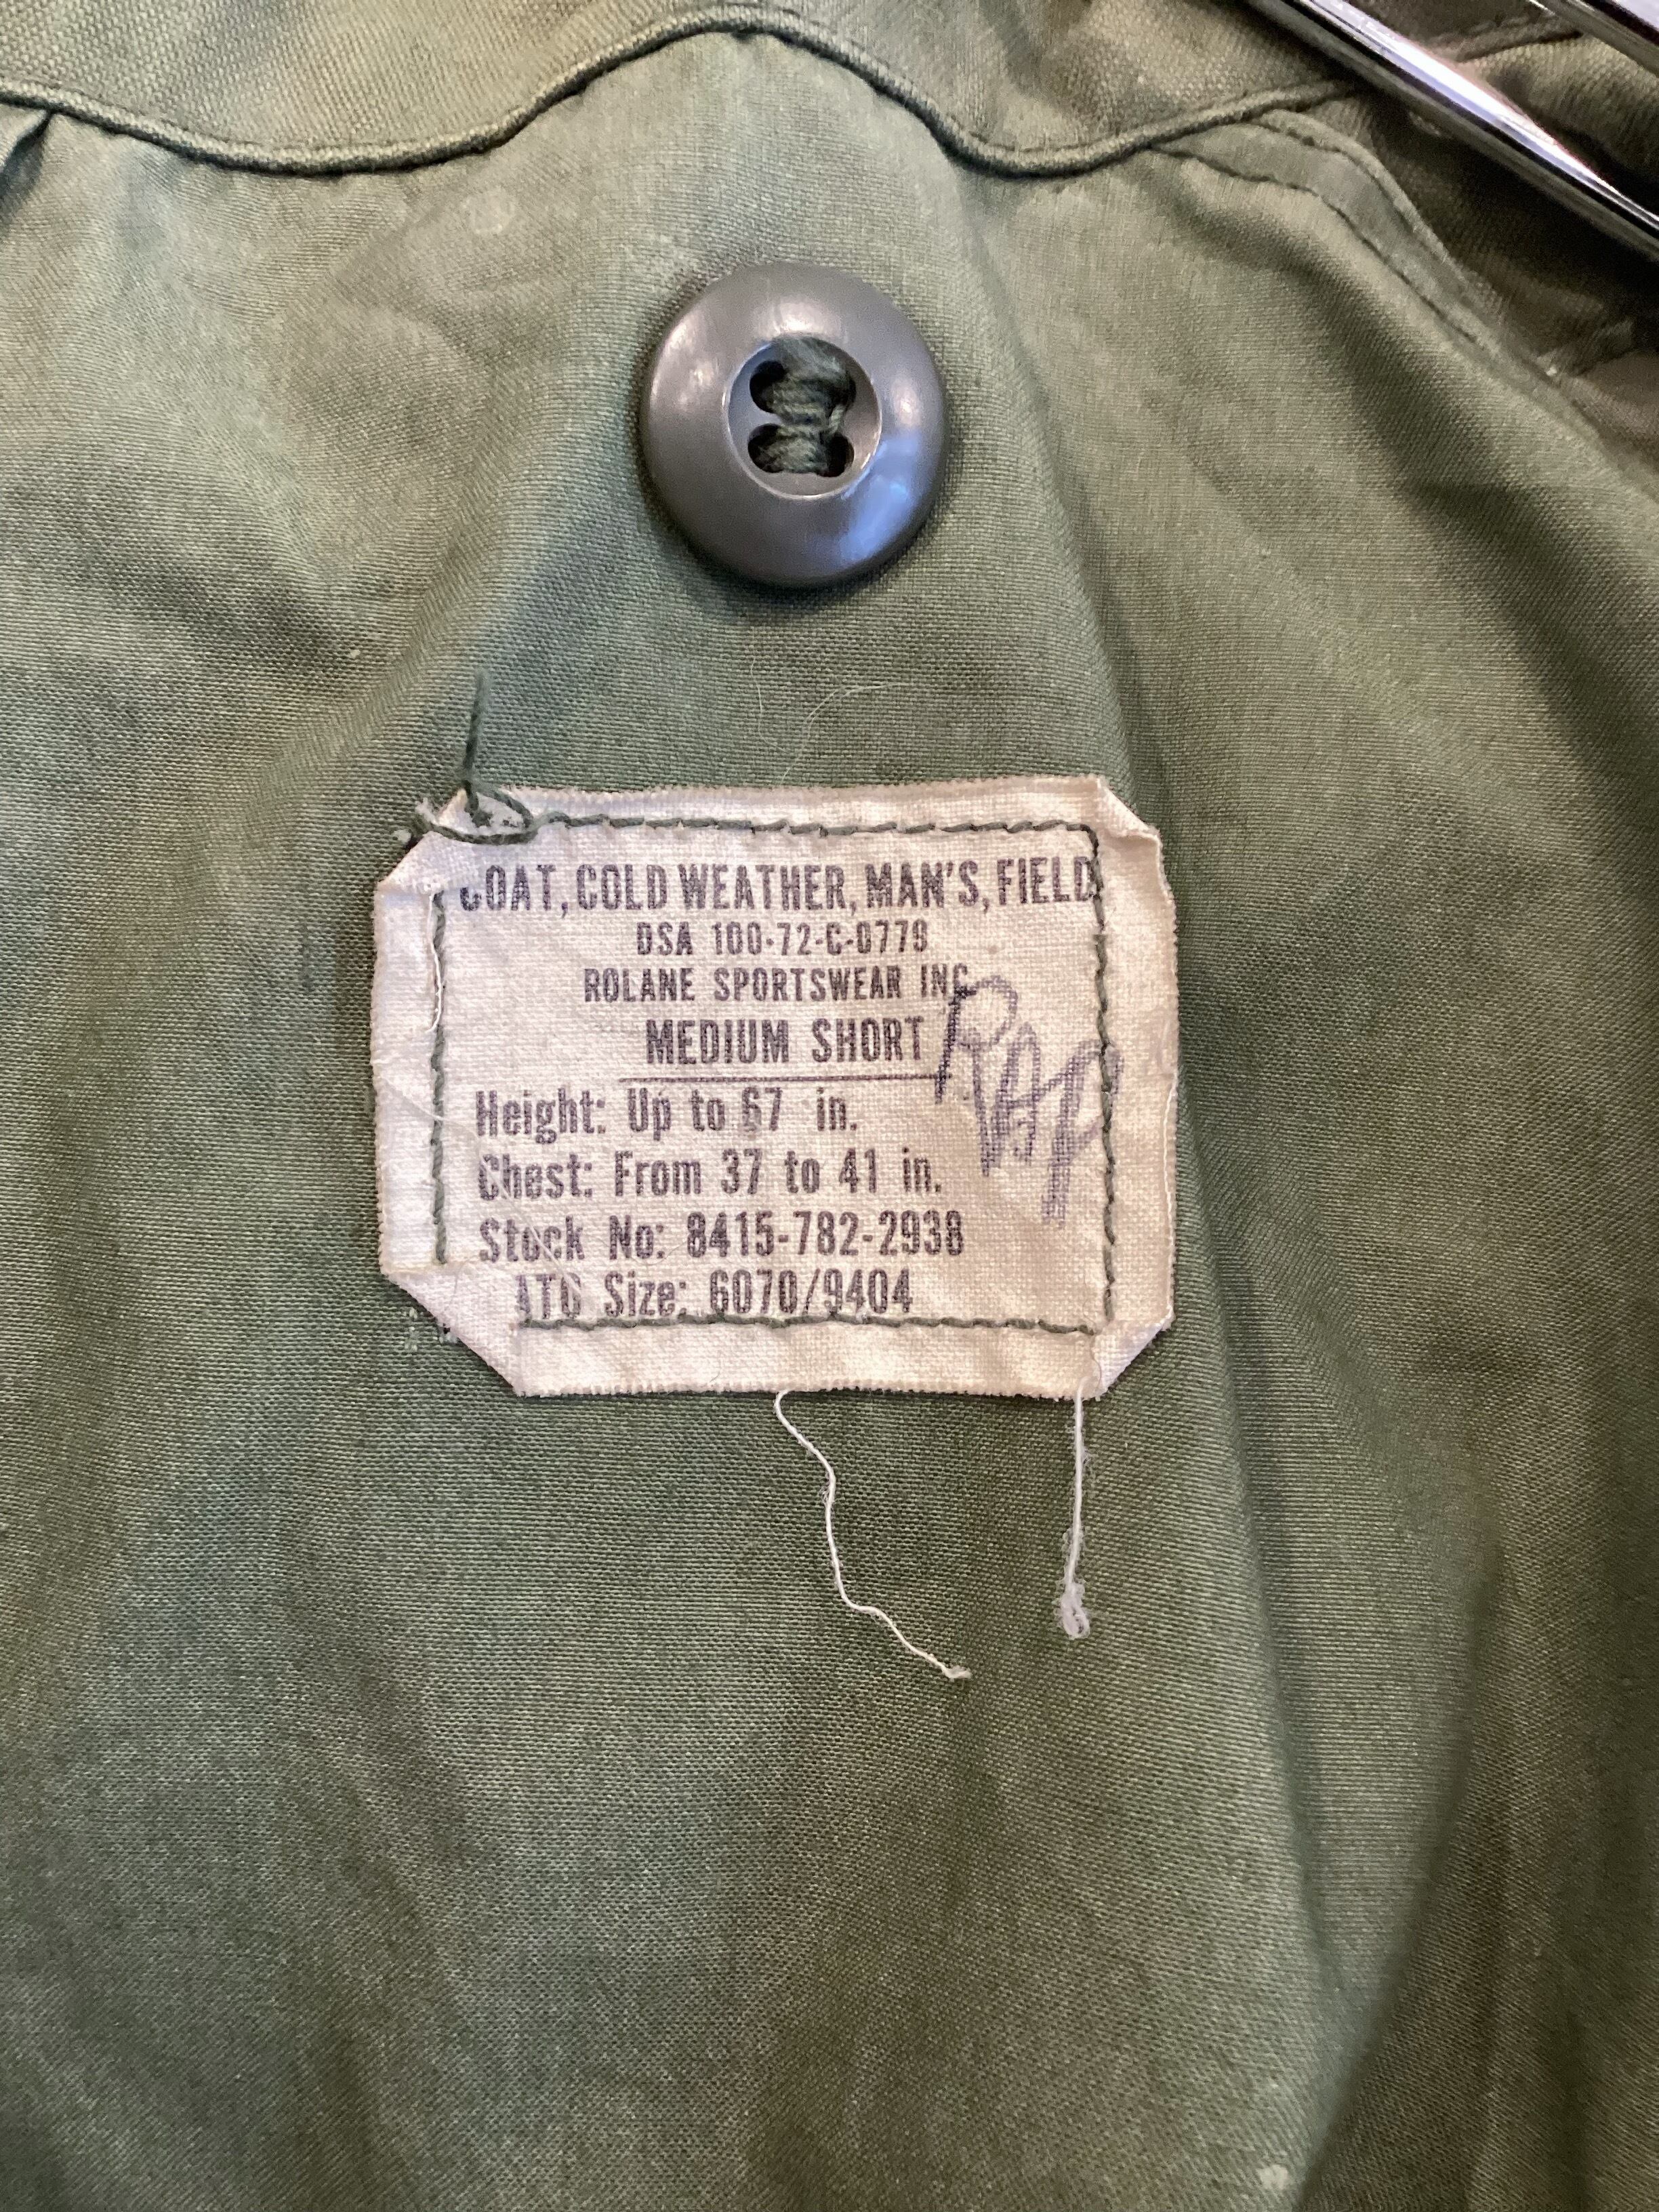 COAT, COLD WEATHER, MAN'S, FIELD
DSA 100-72-C-0779
ROLANE SPORTSWEAR INC
MEDIUM SHORT
Height: Up to 67 in.
Chest: From 37 to 41 in.
Stock No: 8415-782-2938
Size: 6070/9404